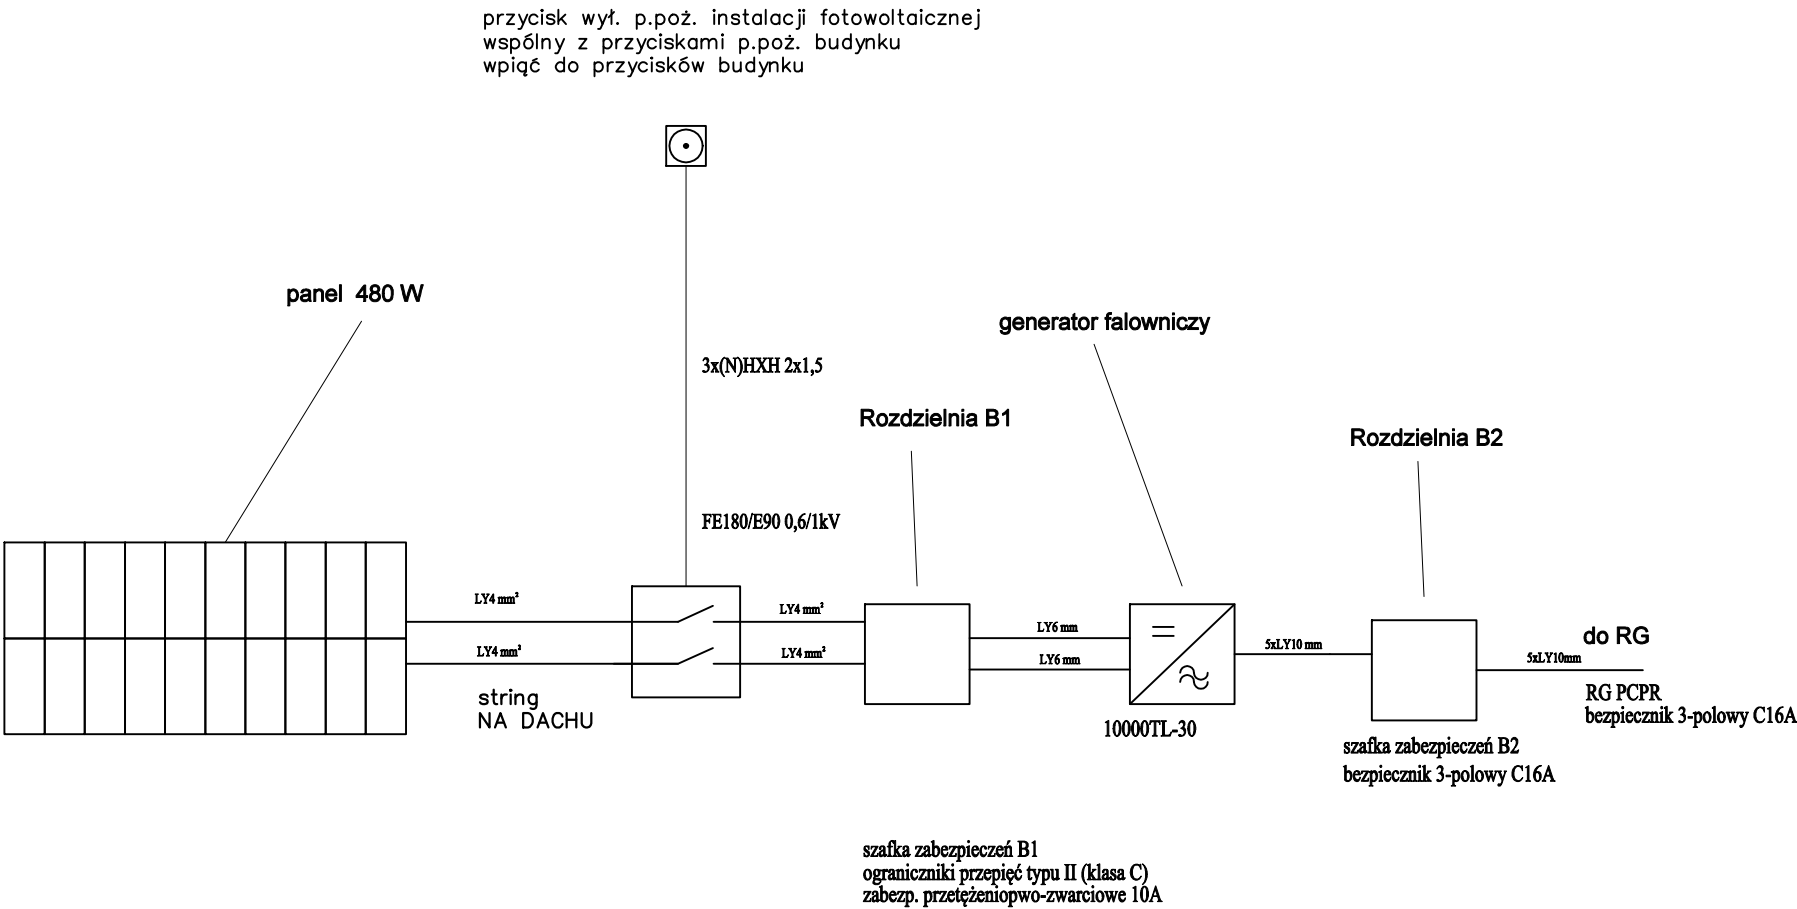 przycisk wył. p.poż. instalacji fotowoltaicznej
wspólny z przyciskami p.poż. budynku
wpiąć do przycisków budynku
panel 480 W
generator falowniczy
3x(N)HXH 2x1,5
Rozdzielnia B1
Rozdzielnia B2
FE180/E90 0,6/1kV
LY4 mm²
LY4 mm²
LY6 mm
do RG
5xLY10 mm
LY4 mm²
LY4 mm²
LY6 mm
5xLY10mm
string
NA DACHU
RG PCPR
bezpiecznik 3-polowy C16A
10000TL-30
szafka zabezpieczeń B2
bezpiecznik 3-polowy C16A
szafka zabezpieczeń B1
ograniczniki przepięć typu II (klasa C)
zabezp. przetężeniopwo-zwarciowe 10A